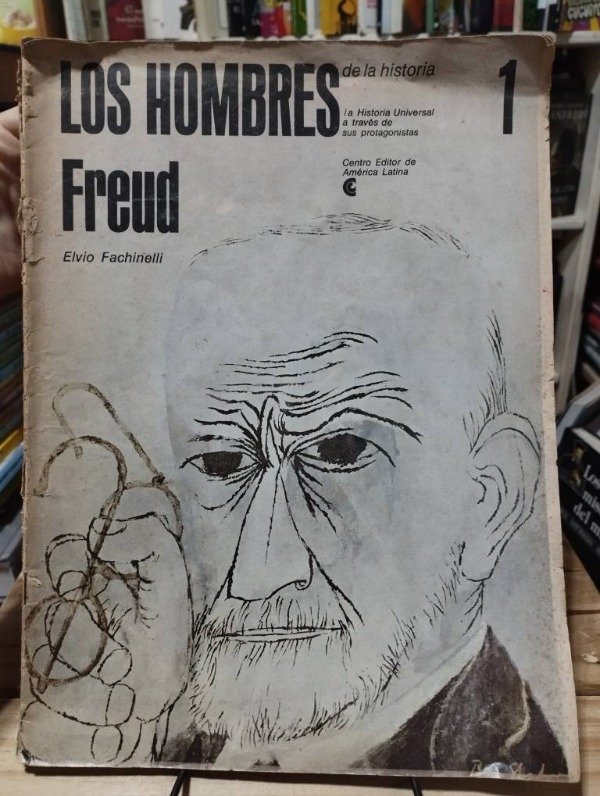 LOS HOMBRES de la historia
1
la Historia Universal
a través de
sus protagonistas
Centro Editor de
América Latina
Freud
Elvio Fachinelli